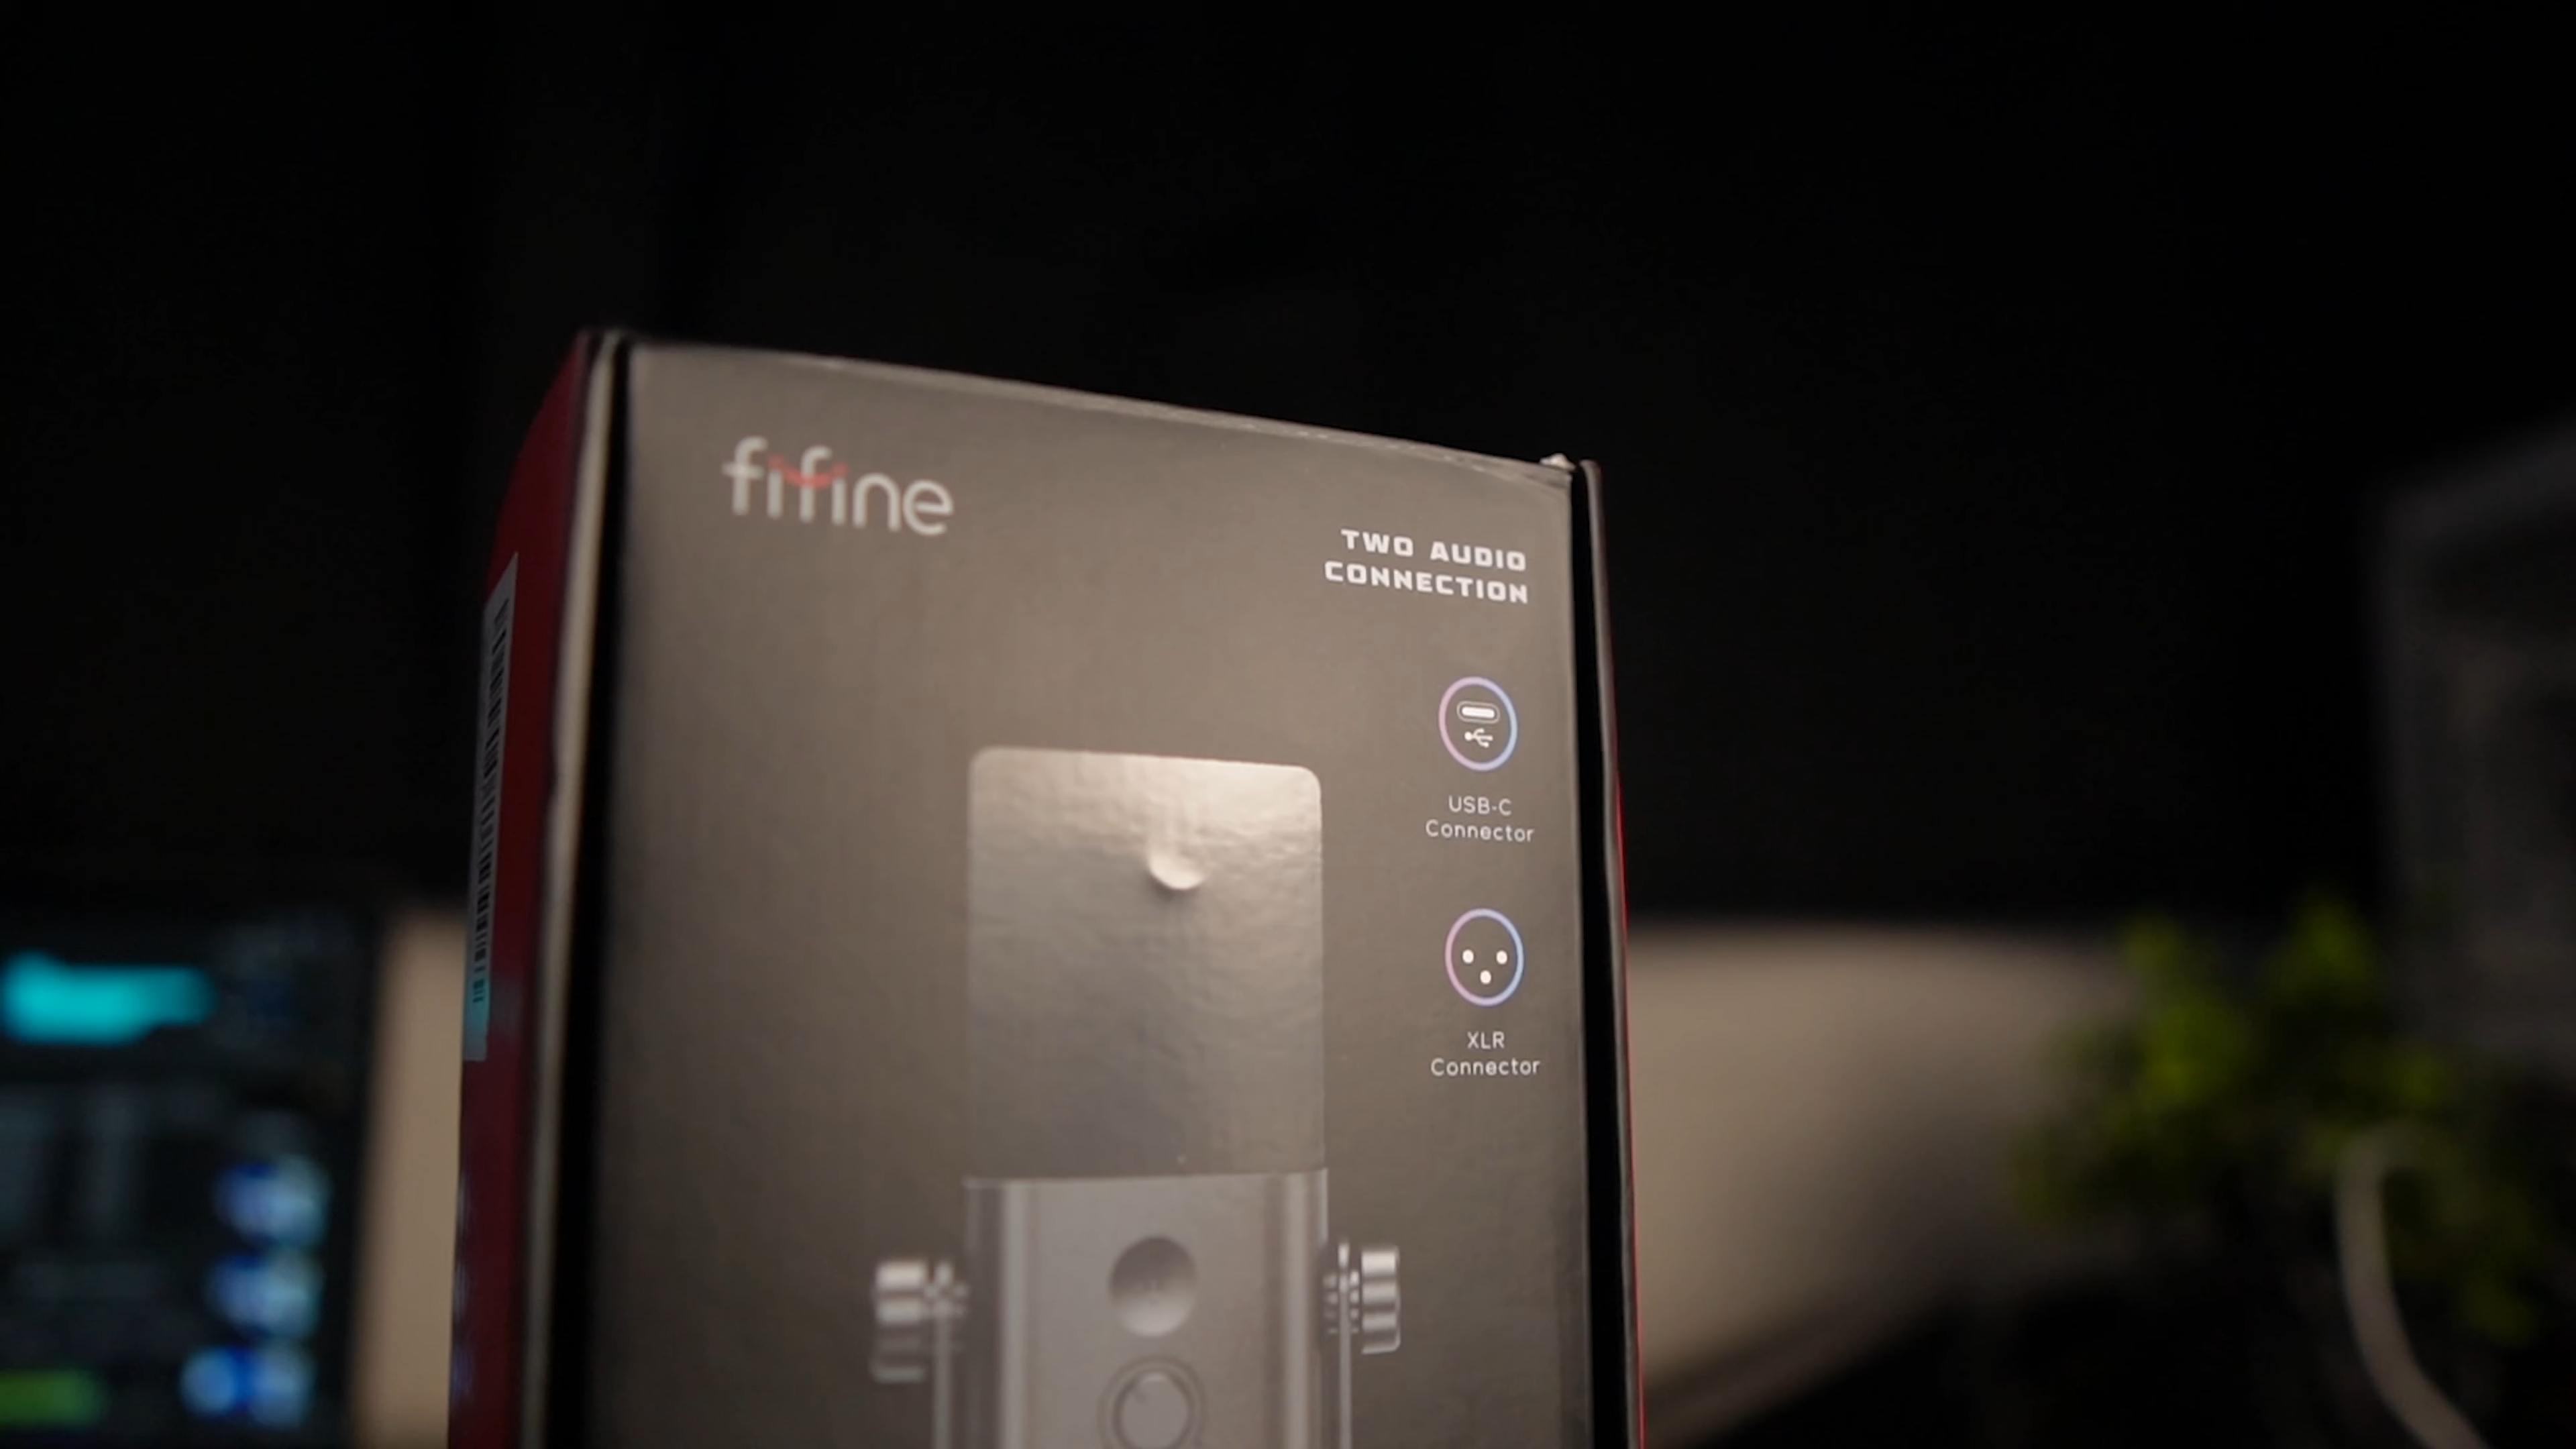 fifine
TWO AUDIO
CONNECTION
USB-C
Connector
XLR
Connector